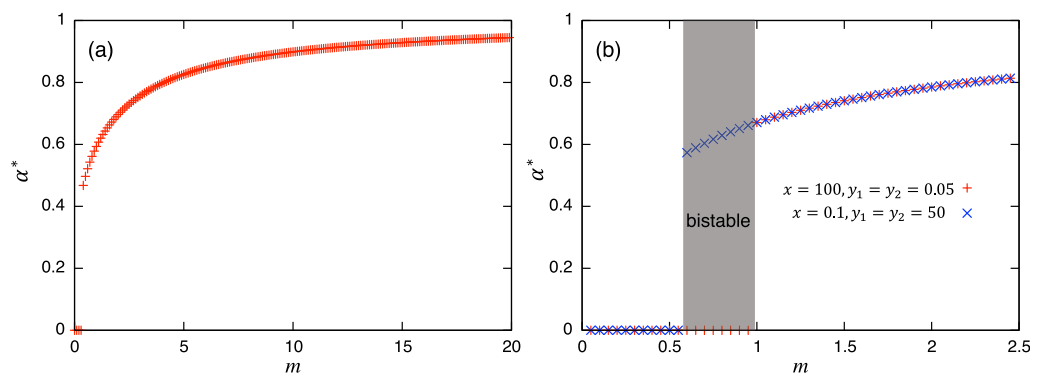 (a)
1
0.8
0.6
0.4
0.2
0
α*
0 5 10 15 20
m
(b)
1
0.8
0.6
0.4
0.2
0
α*
x = 100, y₁ = y₂ = 0.05
x = 0.1, y₁ = y₂ = 50
bistable
0 0.5 1 1.5 2 2.5
m